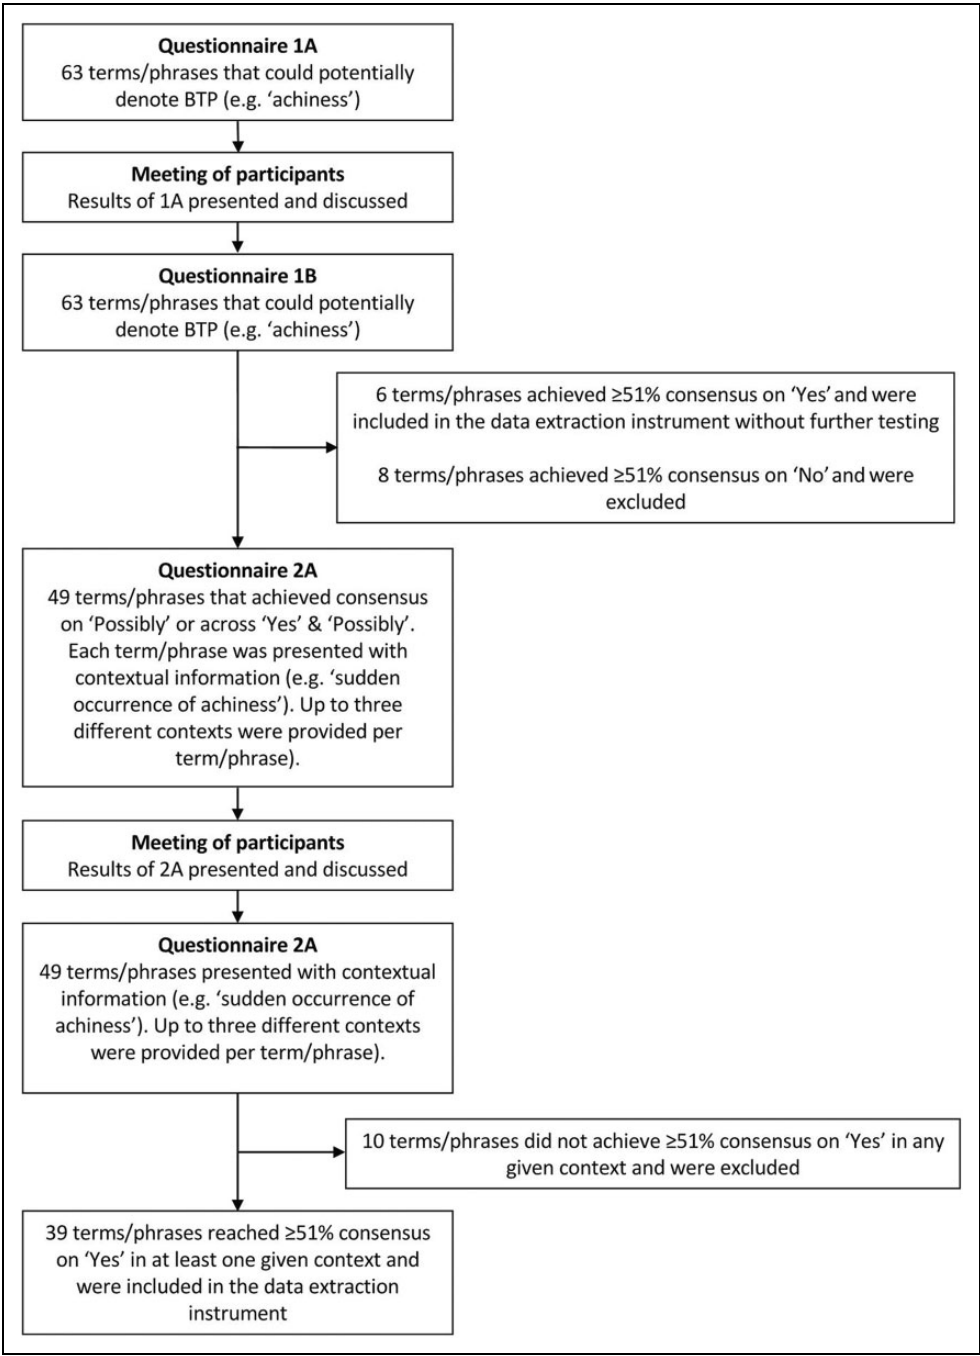 Questionnaire 1A
63 terms/phrases that could potentially
denote BTP (e.g. ‘achiness’)
Meeting of participants
Results of 1A presented and discussed
Questionnaire 1B
63 terms/phrases that could potentially
denote BTP (e.g. ‘achiness’)
6 terms/phrases achieved ≥51% consensus on ‘Yes’ and were
included in the data extraction instrument without further testing
8 terms/phrases achieved ≥51% consensus on ‘No’ and were
excluded
Questionnaire 2A
49 terms/phrases that achieved consensus
on ‘Possibly’ or across ‘Yes’ & ‘Possibly’.
Each term/phrase was presented with
contextual information (e.g. ‘sudden
occurrence of achiness’). Up to three
different contexts were provided per
term/phrase).
Meeting of participants
Results of 2A presented and discussed
Questionnaire 2A
49 terms/phrases presented with contextual
information (e.g. ‘sudden occurrence of
achiness’). Up to three different contexts
were provided per term/phrase).
10 terms/phrases did not achieve ≥51% consensus on ‘Yes’ in any
given context and were excluded
39 terms/phrases reached ≥51% consensus
on ‘Yes’ in at least one given context and
were included in the data extraction
instrument